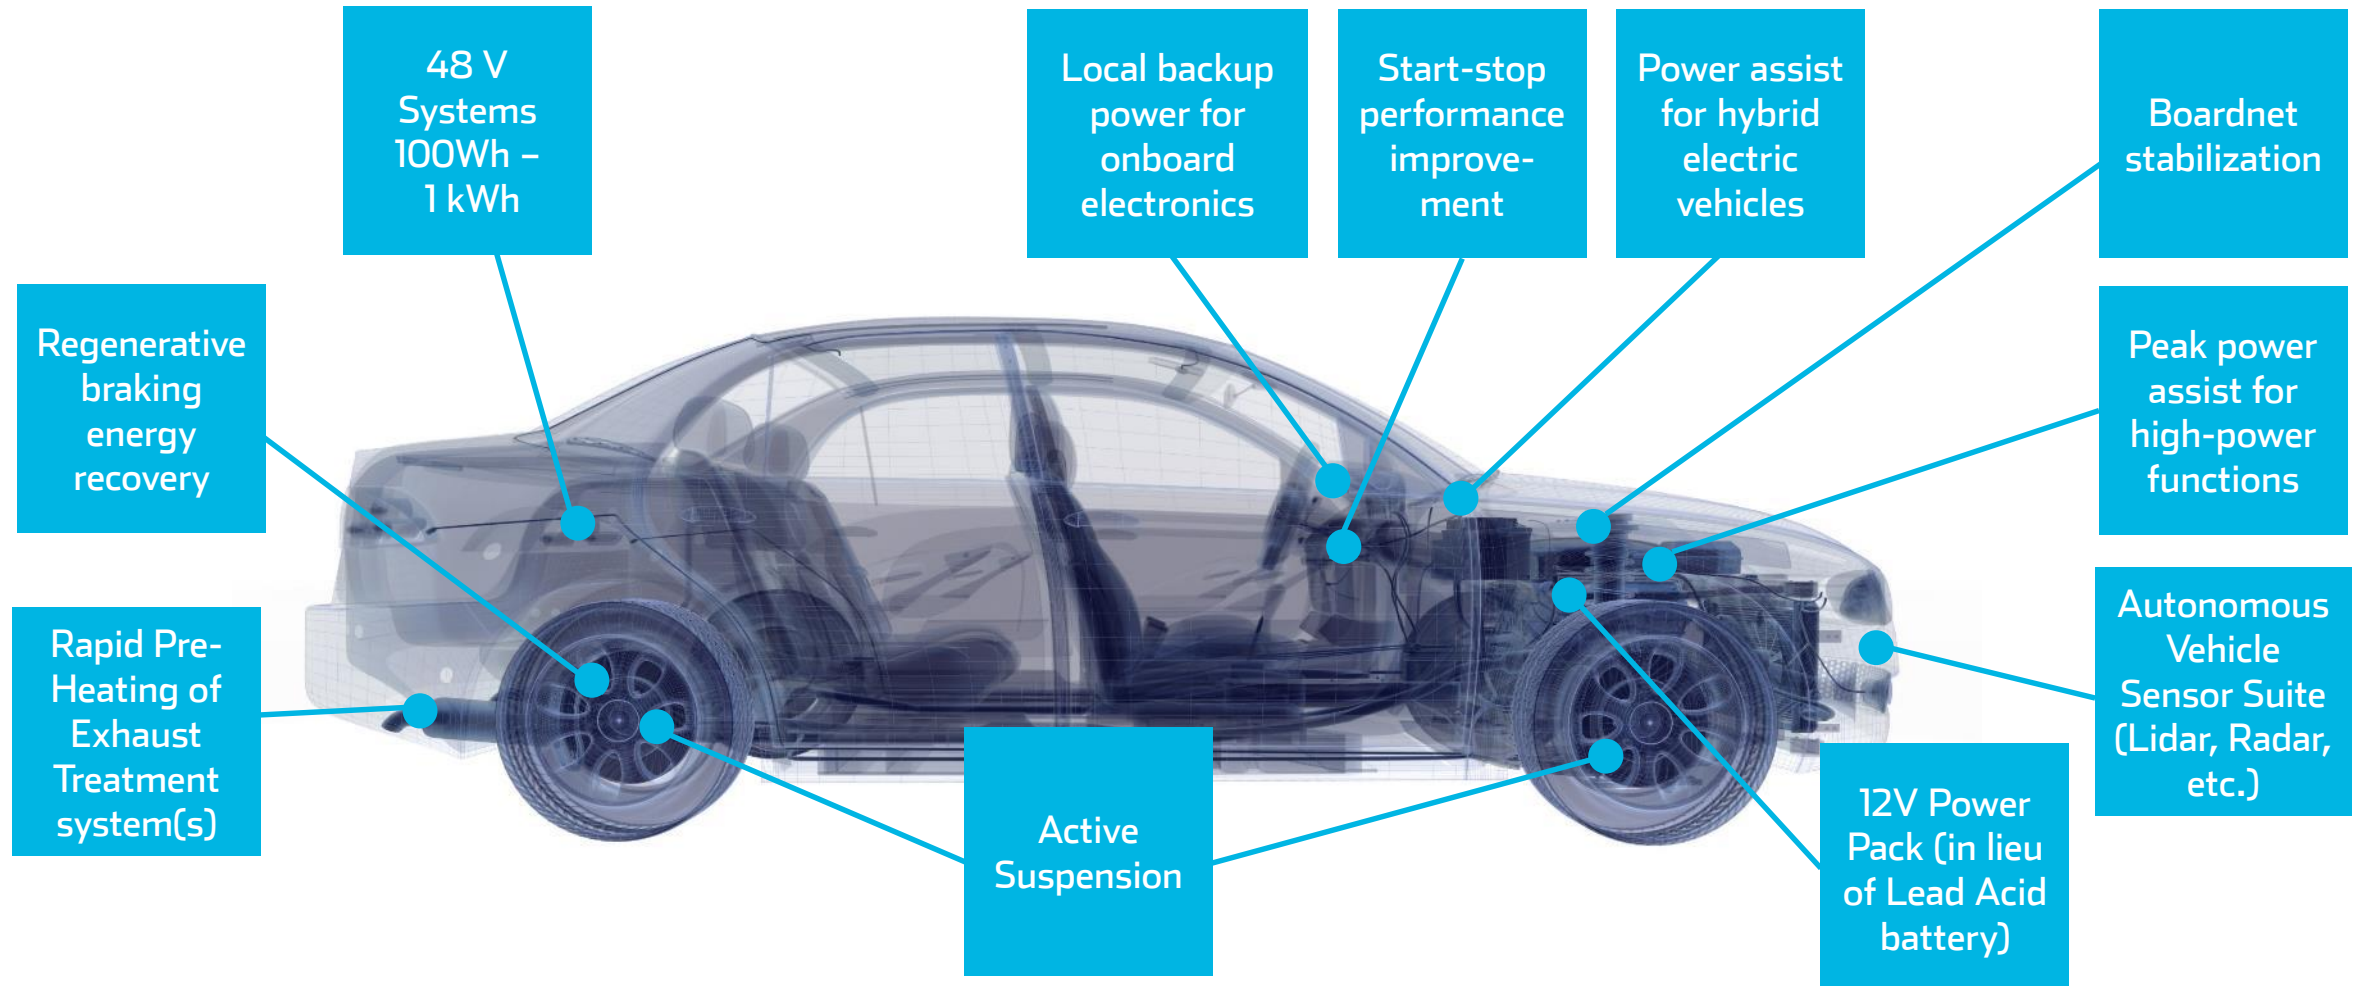 48 V
Systems
100Wh –
1 kWh
Local backup
power for
onboard
electronics
Start-stop
performance
improve-
ment
Power assist
for hybrid
electric
vehicles
Boardnet
stabilization
Regenerative
braking
energy
recovery
Peak power
assist for
high-power
functions
Rapid Pre-
Heating of
Exhaust
Treatment
system(s)
Active
Suspension
12V Power
Pack (in lieu
of Lead Acid
battery)
Autonomous
Vehicle
Sensor Suite
(Lidar, Radar,
etc.)